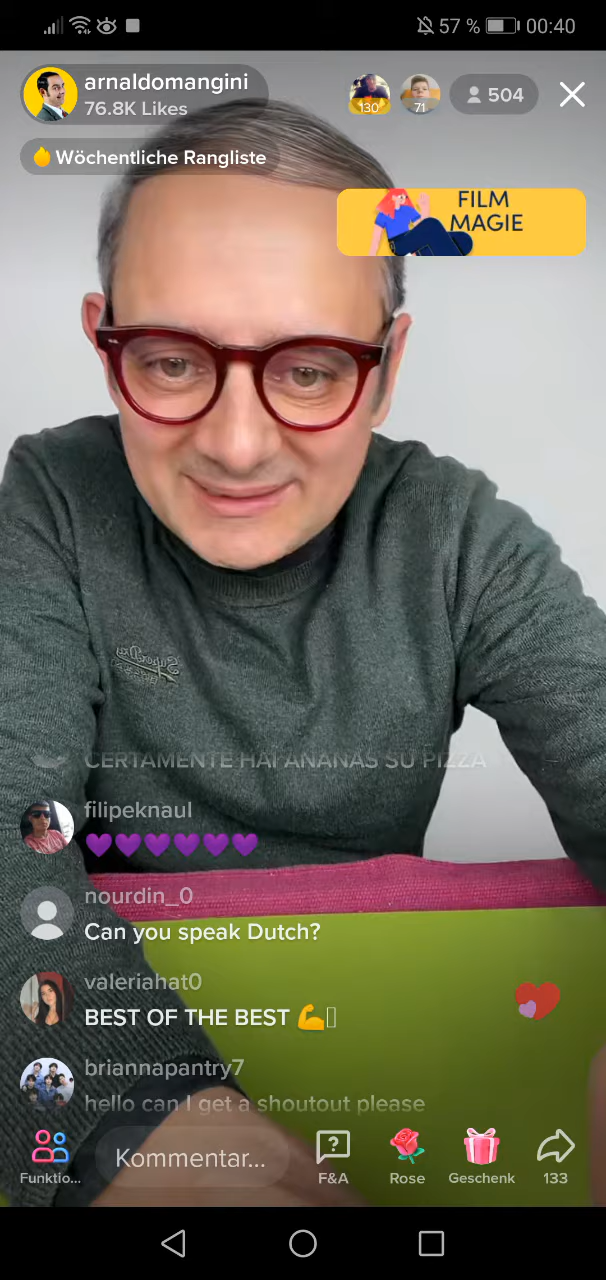 57 %
00:40
arnaldomangini
76.8K Likes
130
71
504
Wöchentliche Rangliste
FILM
MAGIE
CERTAMENTE HAI ANANAS SU PIZZA
filipeknaul
nourdin_0
Can you speak Dutch?
valeriahat0
BEST OF THE BEST 💪
briannapantry7
hello can I get a shoutout please
Kommentar...
Funktio...
F&A
Rose
Geschenk
133